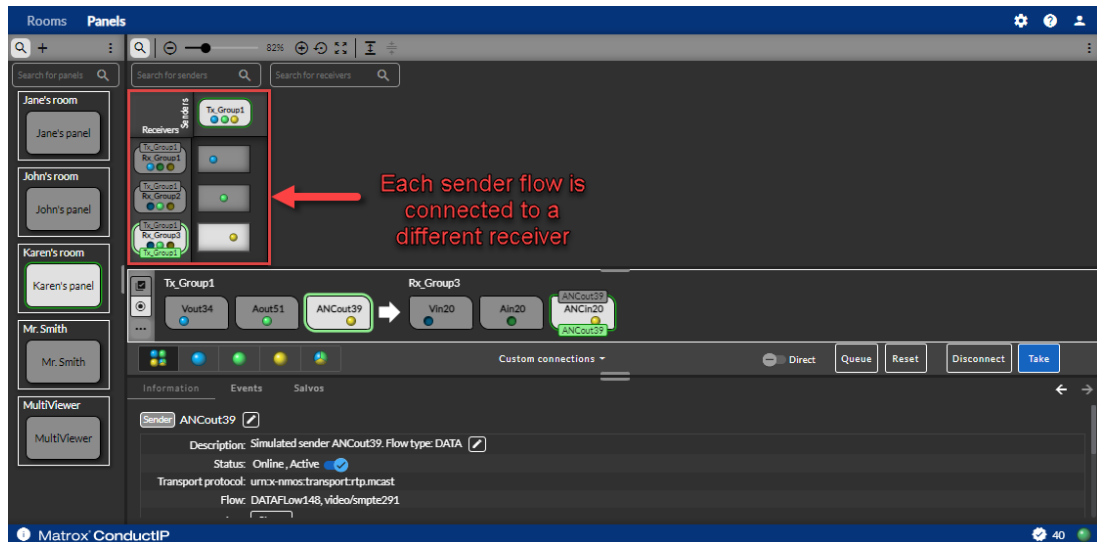 Rooms Panels
82%
Search for panels
Search for senders
Search for receivers
Jane's room
Jane's panel
John's room
John's panel
Karen's room
Karen's panel
Mr. Smith
Mr. Smith
MultiViewer
MultiViewer
Senders
Receivers
Tx_Group1
Tx_Group1
Rx_Group1
Tx_Group1
Rx_Group2
Tx_Group1
Rx_Group3
Tx_Group1
Each sender flow is
connected to a
different receiver
Tx_Group1 Rx_Group3
Vout34 Aout51 ANCout39 Vin20 Ain20 ANCout39
ANCin20
ANCout39
Custom connections
Direct Queue Reset Disconnect Take
Information Events Salvos
Sender ANCout39
Description: Simulated sender ANCout39. Flow type: DATA
Status: Online , Active
Transport protocol: urn:x-nmos:transport:rtp.mcast
Flow: DATAFLow148, video/smpte291
Matrox® ConductIP 40